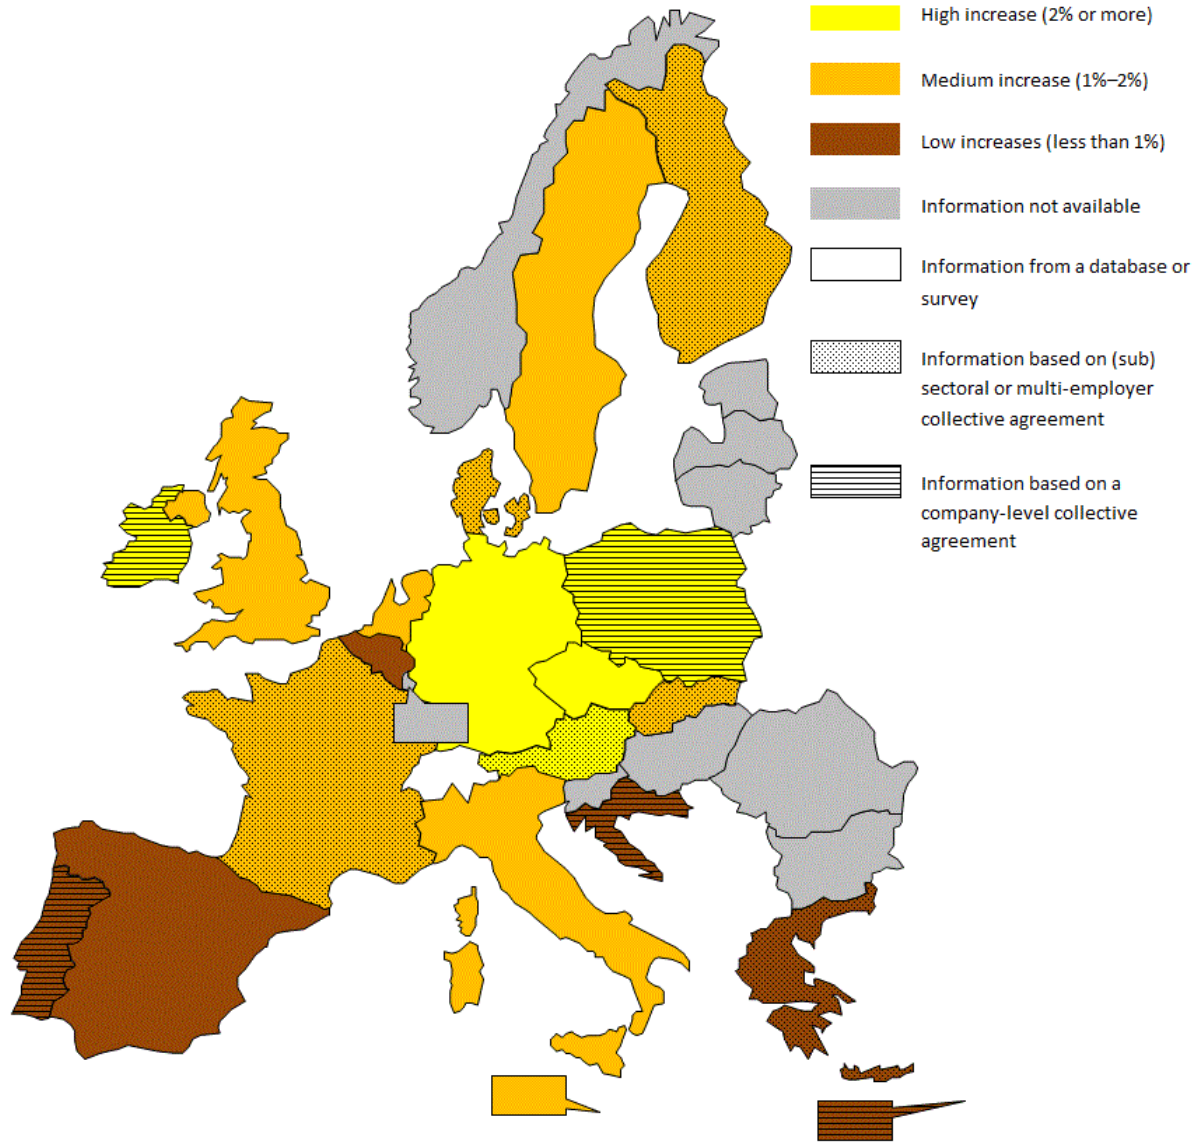 High increase (2% or more)
Medium increase (1%–2%)
Low increases (less than 1%)
Information not available
Information from a database or
survey
Information based on (sub)
sectoral or multi-employer
collective agreement
Information based on a
company-level collective
agreement